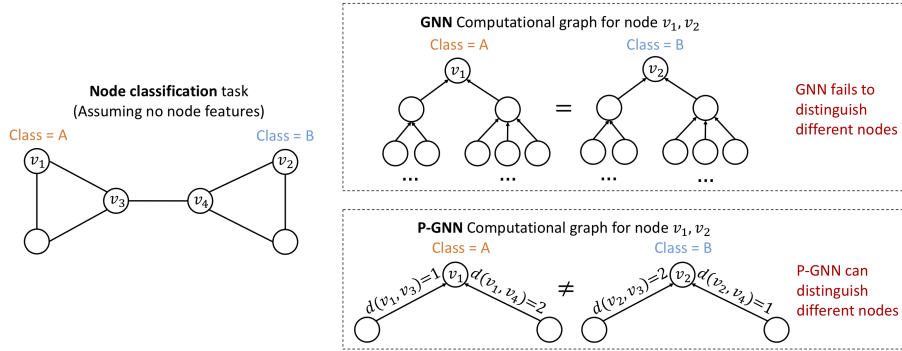 Node classification task
(Assuming no node features)
Class = A
Class = B
v₁
v₂
v₃
v₄
GNN Computational graph for node v₁, v₂
Class = A
Class = B
v₁
v₂
=
... ... ... ...
GNN fails to
distinguish
different nodes
P-GNN Computational graph for node v₁, v₂
Class = A
Class = B
d(v₁, v₃)=1
v₁
d(v₁, v₄)=2
≠
d(v₂, v₃)=2
v₂
d(v₂, v₄)=1
P-GNN can
distinguish
different nodes